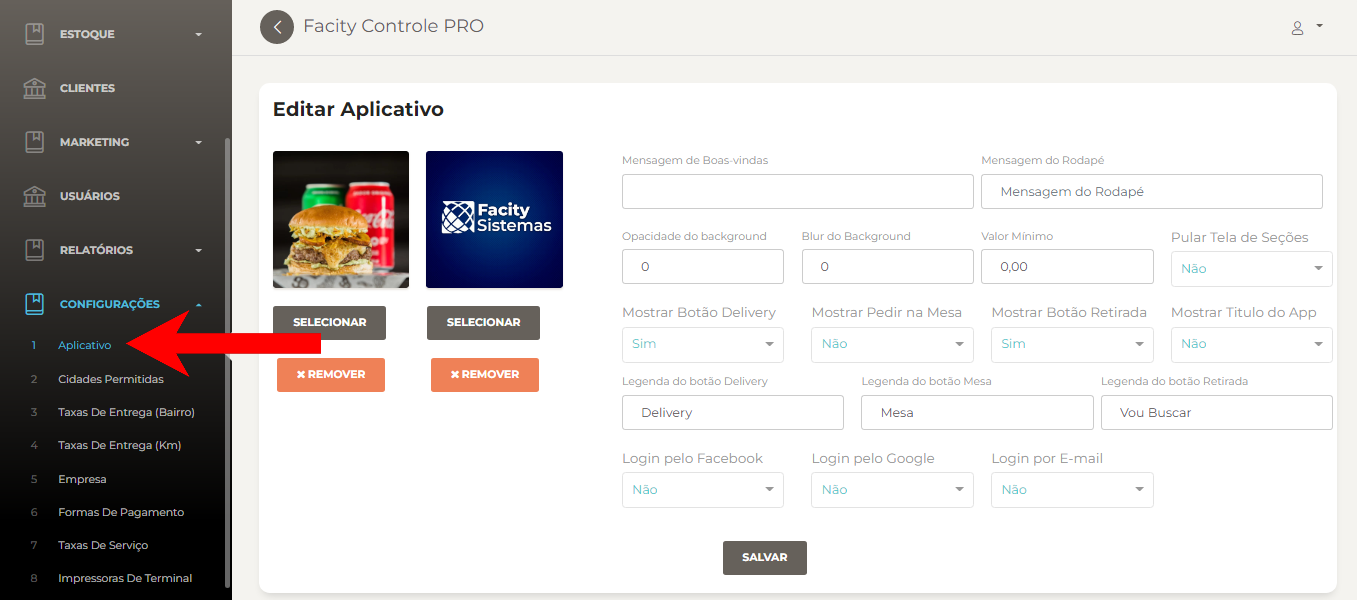 ESTOQUE
CLIENTES
MARKETING
USUÁRIOS
RELATÓRIOS
CONFIGURAÇÕES
1 Aplicativo
2 Cidades Permitidas
3 Taxas De Entrega (Bairro)
4 Taxas De Entrega (Km)
5 Empresa
6 Formas De Pagamento
7 Taxas De Serviço
8 Impressoras De Terminal
Facity Controle PRO
Editar Aplicativo
Facity
Sistemas
SELECIONAR SELECIONAR
✖ REMOVER ✖ REMOVER
Mensagem de Boas-vindas Mensagem do Rodapé
Mensagem do Rodapé
Opacidade do background Blur do Background Valor Mínimo Pular Tela de Seções
0 0 0,00 Não
Mostrar Botão Delivery Mostrar Pedir na Mesa Mostrar Botão Retirada Mostrar Titulo do App
Sim Não Sim Não
Legenda do botão Delivery Legenda do botão Mesa Legenda do botão Retirada
Delivery Mesa Vou Buscar
Login pelo Facebook Login pelo Google Login por E-mail
Não Não Não
SALVAR